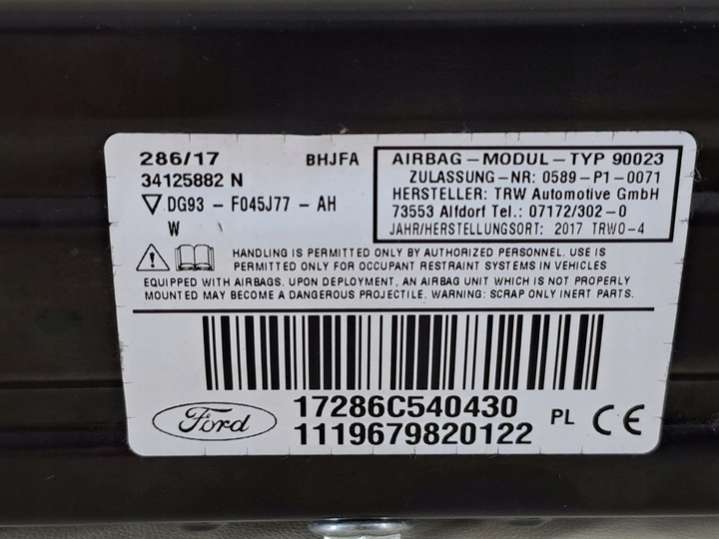 286/17 BHJFA
34125882 N
DG93 - F045J77 - AH
W
AIRBAG-MODUL-TYP 90023
ZULASSUNG-NR: 0589-P1-0071
HERSTELLER: TRW Automotive GmbH
73553 Alfdorf Tel.: 07172/302-0
JAHR/HERSTELLUNGSORT: 2017 TRWO-4
HANDLING IS PERMITTED ONLY BY AUTHORIZED PERSONNEL. USE IS
PERMITTED ONLY FOR OCCUPANT RESTRAINT SYSTEMS IN VEHICLES
EQUIPPED WITH AIRBAGS. UPON DEPLOYMENT, AN AIRBAG UNIT WHICH IS NOT PROPERLY
MOUNTED MAY BECOME A DANGEROUS PROJECTILE. WARNING: SCRAP ONLY INERT PARTS.
Ford
17286C540430
1119679820122
PL CE